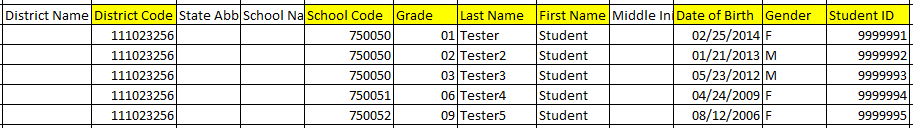 District Name District Code State Abb School Na School Code Grade Last Name First Name Middle Ini Date of Birth Gender Student ID
111023256 750050 01 Tester Student 02/25/2014 F 9999991
111023256 750050 02 Tester2 Student 01/21/2013 M 9999992
111023256 750050 03 Tester3 Student 05/23/2012 M 9999993
111023256 750051 06 Tester4 Student 04/24/2009 F 9999994
111023256 750052 09 Tester5 Student 08/12/2006 F 9999995